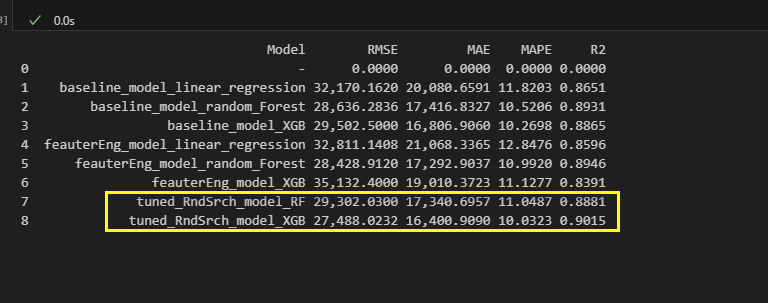 0.0s
Model RMSE MAE MAPE R2
0 - 0.0000 0.0000 0.0000 0.0000
1 baseline_model_linear_regression 32,170.1620 20,080.6591 11.8203 0.8651
2 baseline_model_random_Forest 28,636.2836 17,416.8327 10.5206 0.8931
3 baseline_model_XGB 29,502.5000 16,806.9060 10.2698 0.8865
4 feauterEng_model_linear_regression 32,811.1408 21,068.3365 12.8476 0.8596
5 feauterEng_model_random_Forest 28,428.9120 17,292.9037 10.9920 0.8946
6 feauterEng_model_XGB 35,132.4000 19,010.3723 11.1277 0.8391
7 tuned_RndSrch_model_RF 29,302.0300 17,340.6957 11.0487 0.8881
8 tuned_RndSrch_model_XGB 27,488.0232 16,400.9090 10.0323 0.9015